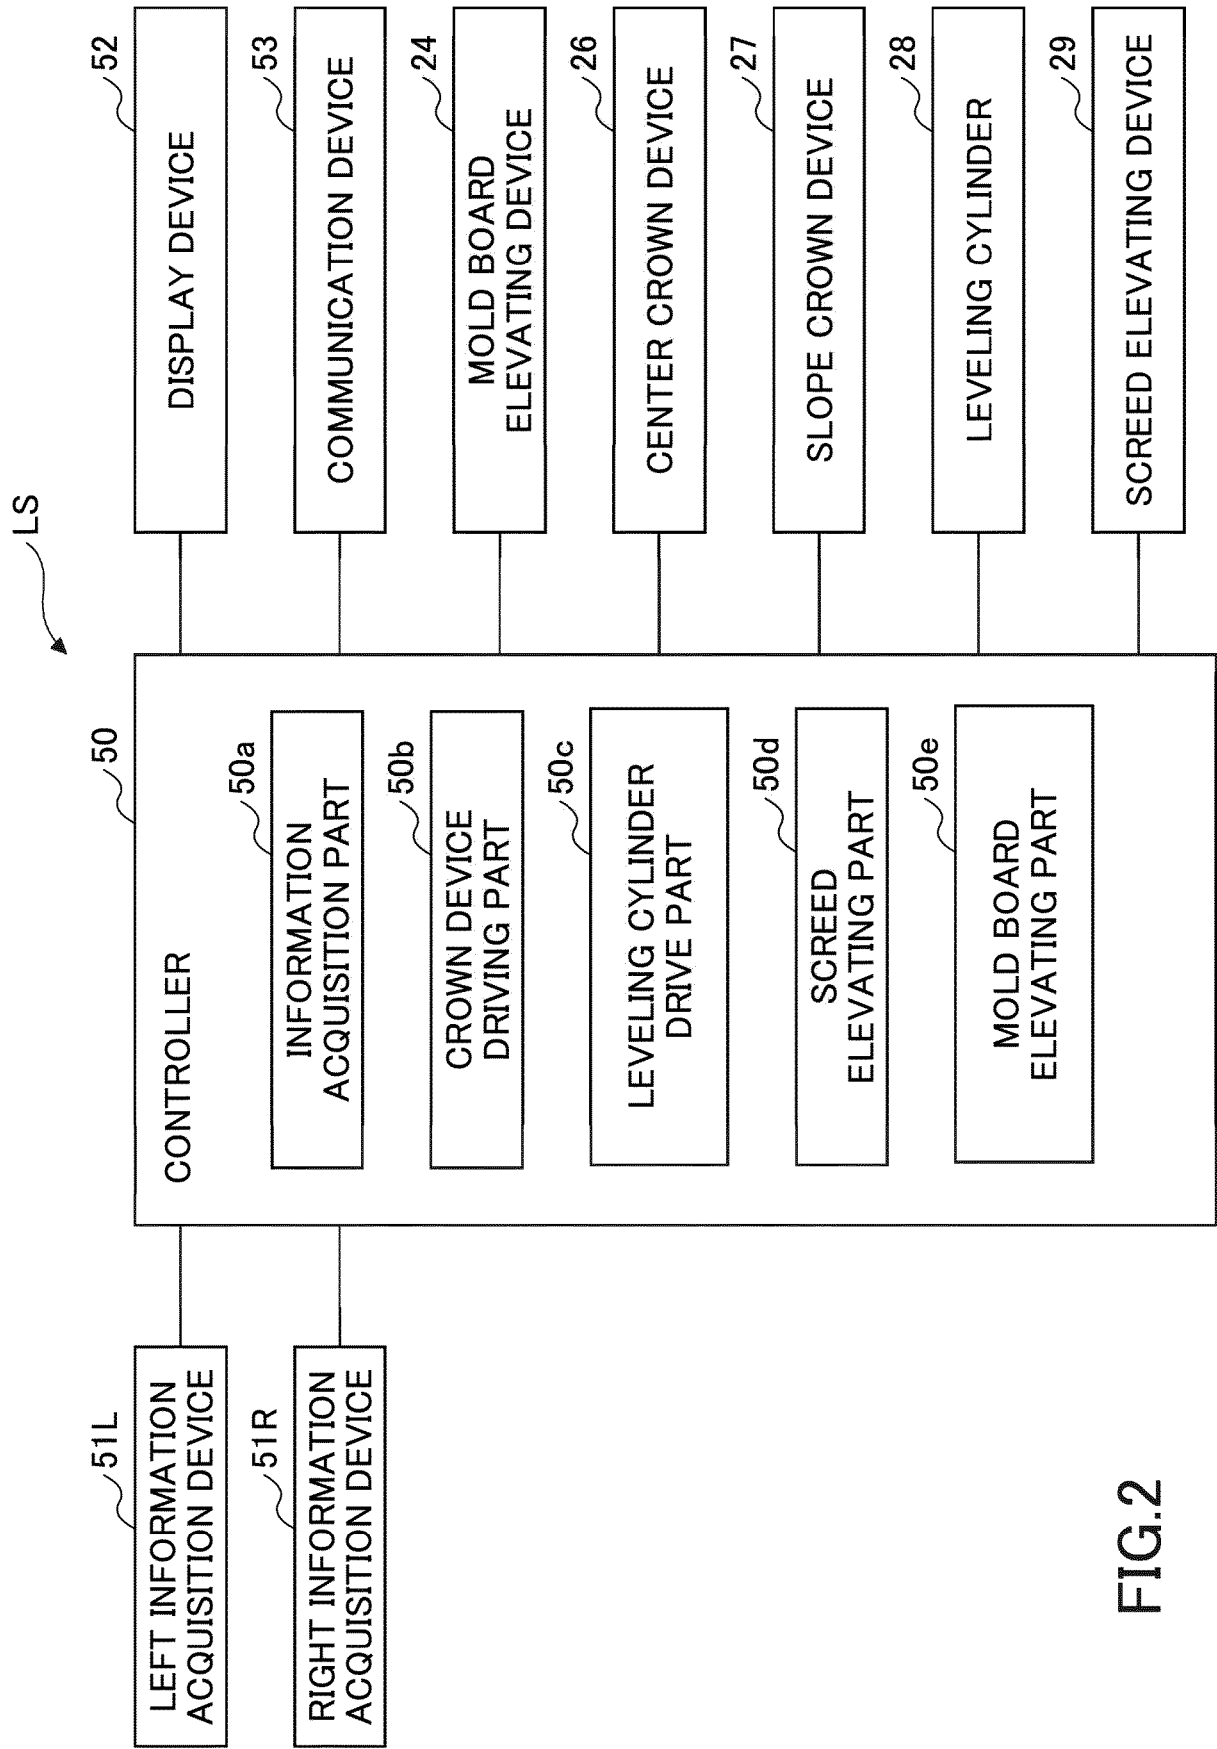 LS
51L
LEFT INFORMATION
ACQUISITION DEVICE
51R
RIGHT INFORMATION
ACQUISITION DEVICE
50
CONTROLLER
50a
INFORMATION
ACQUISITION PART
50b
CROWN DEVICE
DRIVING PART
50c
LEVELING CYLINDER
DRIVE PART
50d
SCREED
ELEVATING PART
50e
MOLD BOARD
ELEVATING PART
52
DISPLAY DEVICE
53
COMMUNICATION DEVICE
24
MOLD BOARD
ELEVATING DEVICE
26
CENTER CROWN DEVICE
27
SLOPE CROWN DEVICE
28
LEVELING CYLINDER
29
SCREED ELEVATING DEVICE
FIG.2